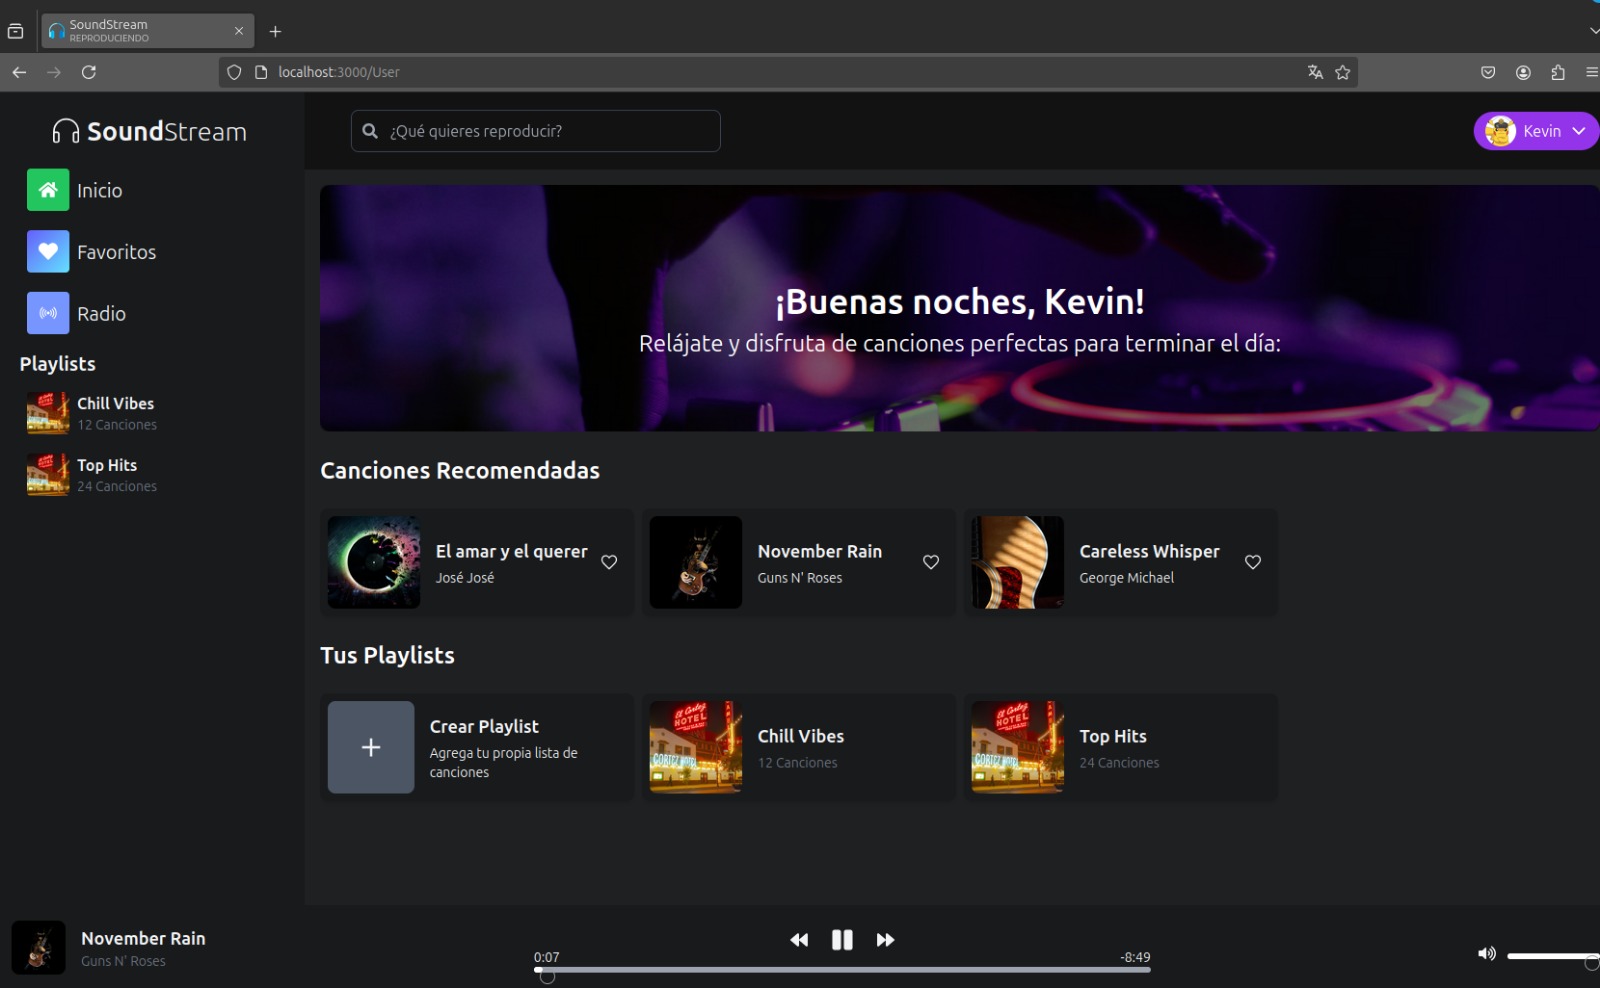 SoundStream
REPRODUCIENDO
localhost:3000/User
SoundStream
¿Qué quieres reproducir?
Kevin
Inicio
Favoritos
Radio
Playlists
Chill Vibes
12 Canciones
Top Hits
24 Canciones
¡Buenas noches, Kevin!
Relájate y disfruta de canciones perfectas para terminar el día:
Canciones Recomendadas
El amar y el querer
José José
November Rain
Guns N' Roses
Careless Whisper
George Michael
Tus Playlists
Crear Playlist
Agrega tu propia lista de
canciones
HOTEL
Chill Vibes
12 Canciones
HOTEL
Top Hits
24 Canciones
November Rain
Guns N' Roses
0:07
-8:49